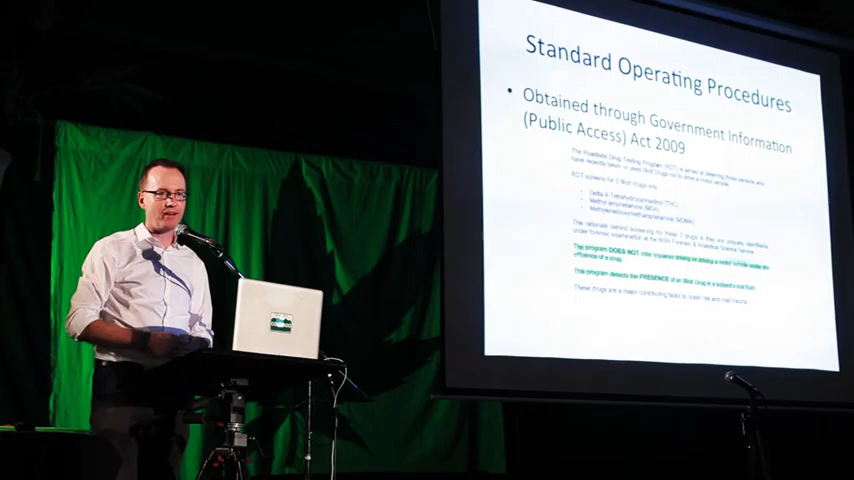 Standard Operating Procedures
• Obtained through Government Information
(Public Access) Act 2009
The Roadside Drug Testing Program (RDT) is aimed at deterring those persons who
have recently taken or used illicit Drugs not to drive a motor vehicle.
RDT screens for 3 illicit drugs only
• Delta-9-Tetrahydrocannabinol (THC)
• Methyl amphetamine (MDA)
• Methylenedioxymethamphetamine (MDMA)
The rationale behind screening for these 3 drugs is they are uniquely identifiable
under forensic examination at the NSW Forensic & Analytical Science Service
The program DOES NOT infer impaired driving or driving a motor vehicle under the
influence of a drug.
This program detects the PRESENCE of an illicit Drug in a subject's oral fluid.
These drugs are a major contributing factor to crash risk and road trauma.